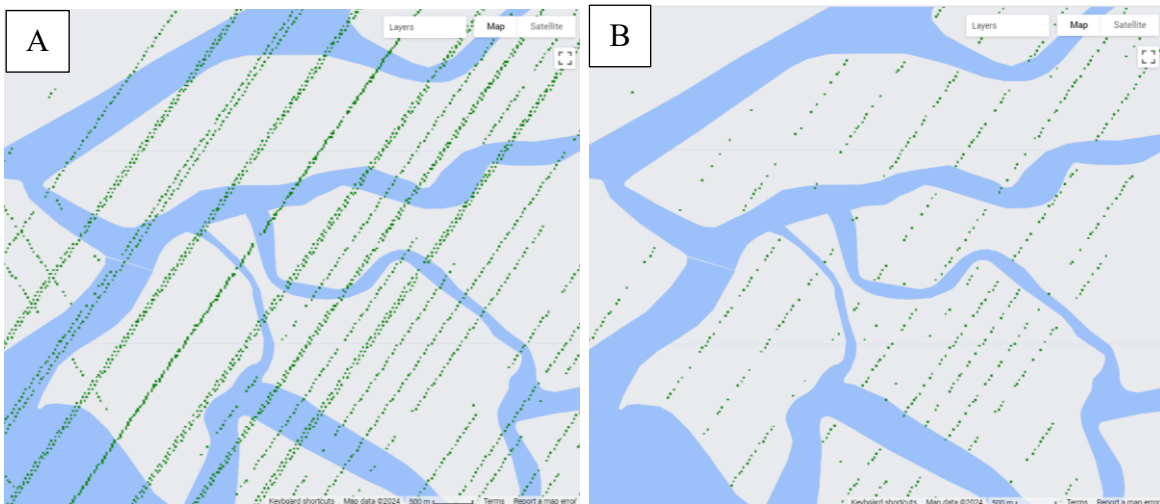 A
Layers
Map
Satellite
Keyboard shortcuts
Map data ©2024
500 m
Terms
Report a map error
B
Layers
Map
Satellite
Keyboard shortcuts
Map data ©2024
500 m
Terms
Report a map error